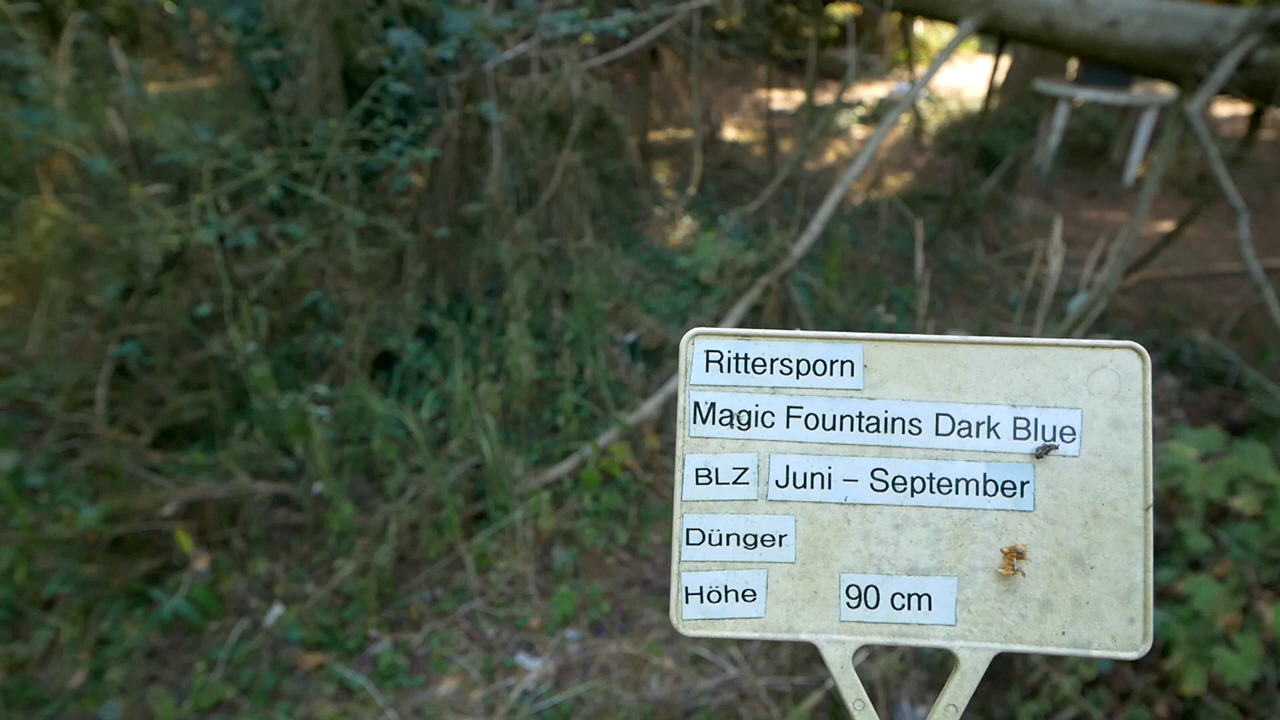 Rittersporn
Magic Fountains Dark Blue
BLZ Juni – September
Dünger
Höhe 90 cm